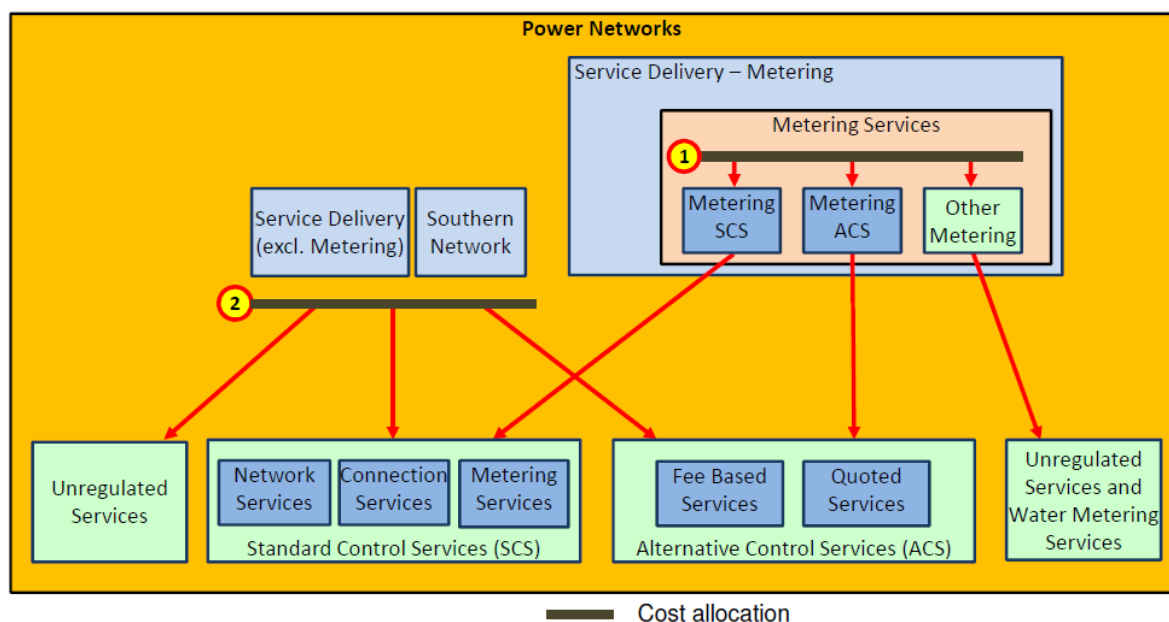 Power Networks
Service Delivery – Metering
Metering Services
1
Metering
SCS
Metering
ACS
Other
Metering
Service Delivery
(excl. Metering)
Southern
Network
2
Unregulated
Services
Network
Services
Connection
Services
Metering
Services
Standard Control Services (SCS)
Fee Based
Services
Quoted
Services
Alternative Control Services (ACS)
Unregulated
Services and
Water Metering
Services
Cost allocation